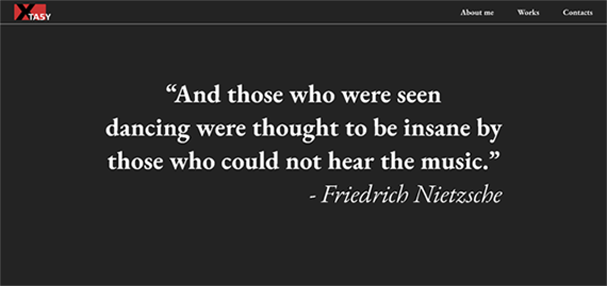 XTASY
About me Works Contacts
“And those who were seen
dancing were thought to be insane by
those who could not hear the music.”
- Friedrich Nietzsche